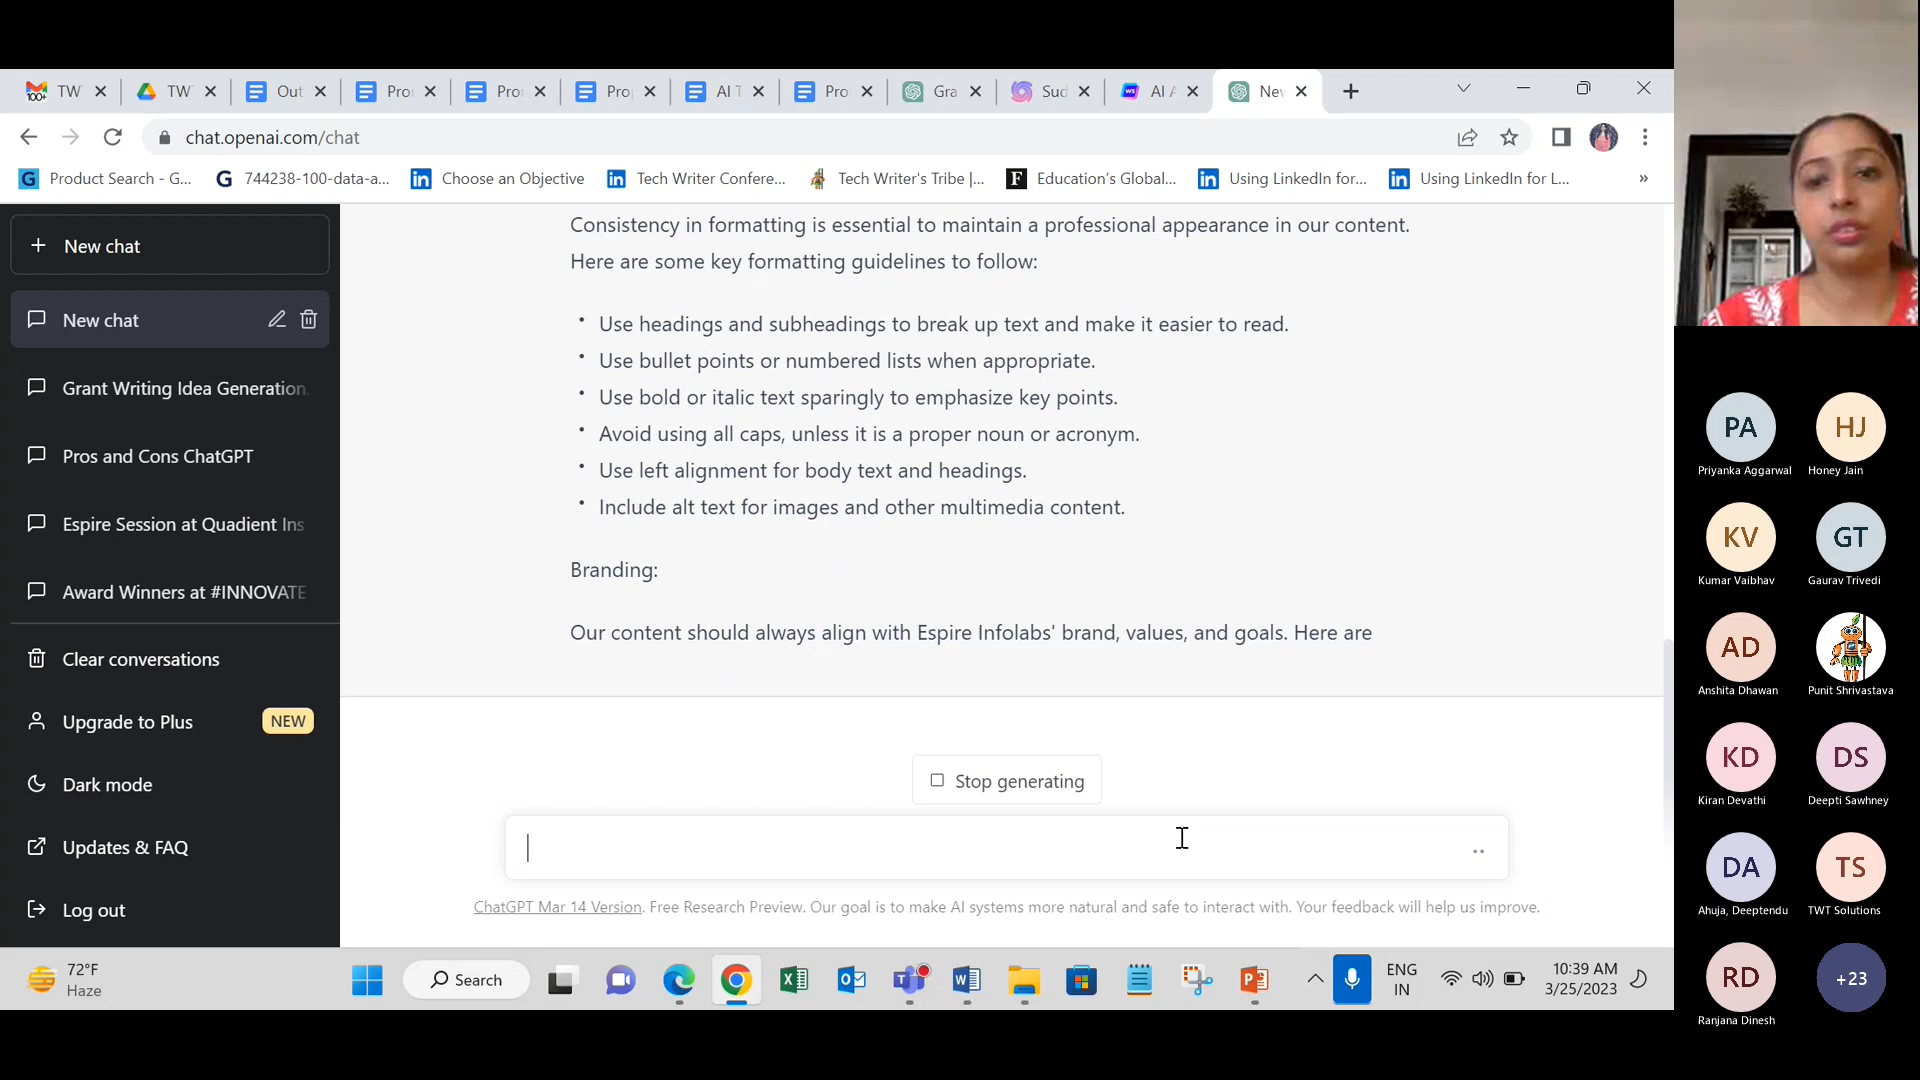 TW
TW
Out
Pro
Pro
Pro
AI T
Pro
Gra
Sud
AI A
Nev
chat.openai.com/chat
Product Search - G...
744238-100-data-a...
Choose an Objective
Tech Writer Confere...
Tech Writer's Tribe |...
Education's Global...
Using LinkedIn for...
Using LinkedIn for L...
»
+ New chat
New chat
Grant Writing Idea Generation.
Pros and Cons ChatGPT
Espire Session at Quadient Ins
Award Winners at #INNOVATE
Clear conversations
Upgrade to Plus NEW
Dark mode
Updates & FAQ
Log out
Consistency in formatting is essential to maintain a professional appearance in our content.
Here are some key formatting guidelines to follow:
• Use headings and subheadings to break up text and make it easier to read.
• Use bullet points or numbered lists when appropriate.
• Use bold or italic text sparingly to emphasize key points.
• Avoid using all caps, unless it is a proper noun or acronym.
• Use left alignment for body text and headings.
• Include alt text for images and other multimedia content.
Branding:
Our content should always align with Espire Infolabs' brand, values, and goals. Here are
Stop generating
ChatGPT Mar 14 Version. Free Research Preview. Our goal is to make AI systems more natural and safe to interact with. Your feedback will help us improve.
72°F
Haze
Search
ENG
IN
10:39 AM
3/25/2023
PA
Priyanka Aggarwal
HJ
Honey Jain
KV
Kumar Vaibhav
GT
Gaurav Trivedi
AD
Anshita Dhawan
Punit Shrivastava
KD
Kiran Devathi
DS
Deepti Sawhney
DA
Ahuja, Deeptendu
TS
TWT Solutions
RD
Ranjana Dinesh
+23